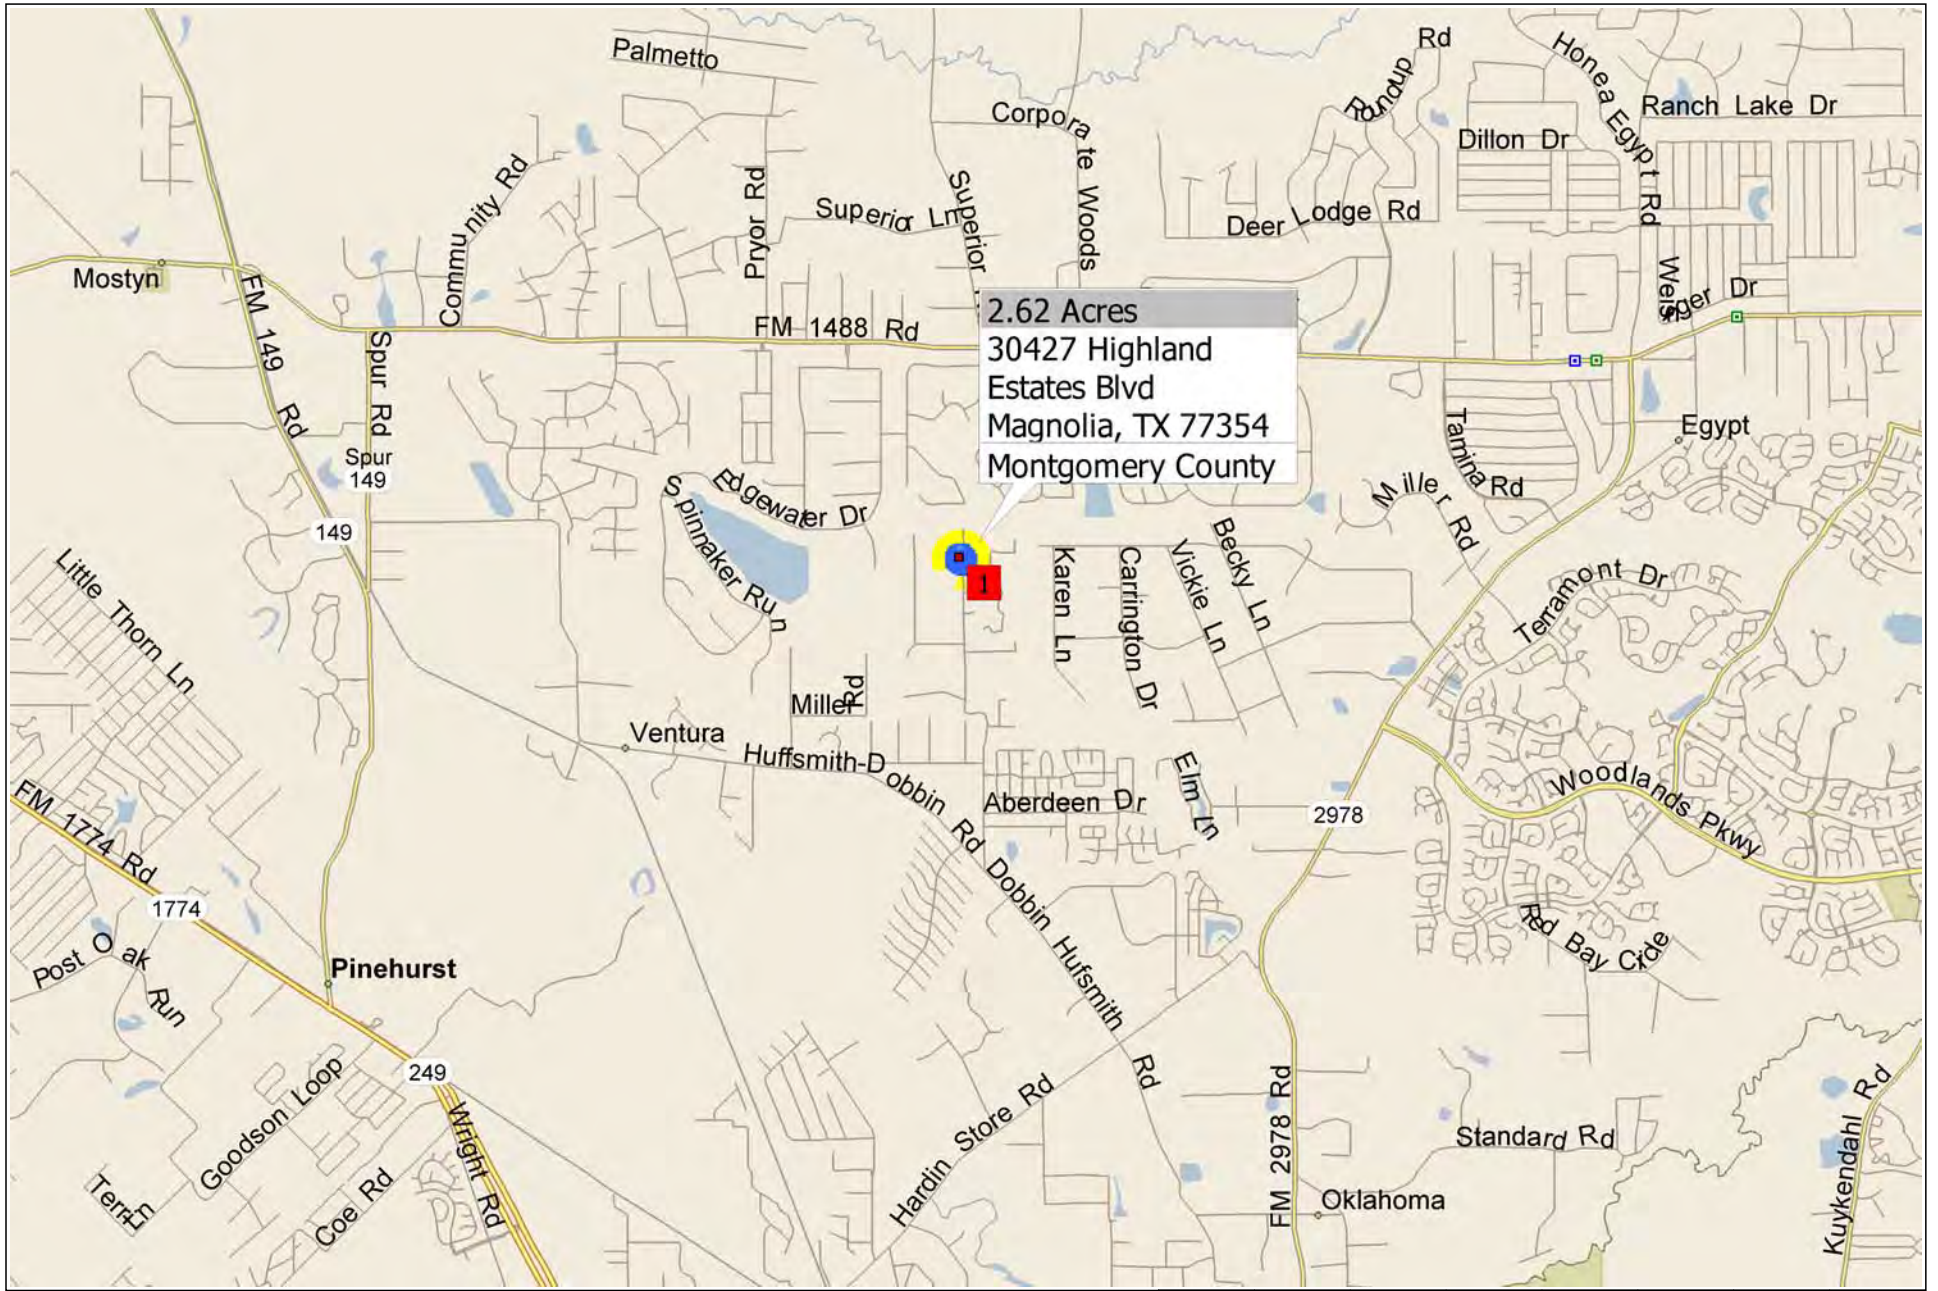 Palmetto
Rd
Roundup
Honea Egypt Rd
Ranch Lake Dr
Corporate Woods
Dillon Dr
Community Rd
Pryor Rd
Superior Ln
Superior
Deer Lodge Rd
Mostyn
FM 149 Rd
Spur Rd
FM 1488 Rd
2.62 Acres
30427 Highland
Estates Blvd
Magnolia, TX 77354
Montgomery County
Egypt
Spur
149
149
Tamina Rd
Miller Rd
Edgewater Dr
Spinnaker Run
1
Karen Ln
Carrington Dr
Vickie Ln
Becky Ln
Terramont Dr
Little Thorn Ln
Miller Rd
Ventura
Huffsmith-Dobbin Rd
Aberdeen Dr
Elm Ln
2978
Woodlands Pkwy
FM 1774 Rd
1774
Dobbin Hufsmith Rd
Red Bay Circle
Post Oak Run
Pinehurst
249
Goodson Loop
Wright Rd
Hardin Store Rd
FM 2978 Rd
Standard Rd
Kuykendahl Rd
Coe Rd
Oklahoma